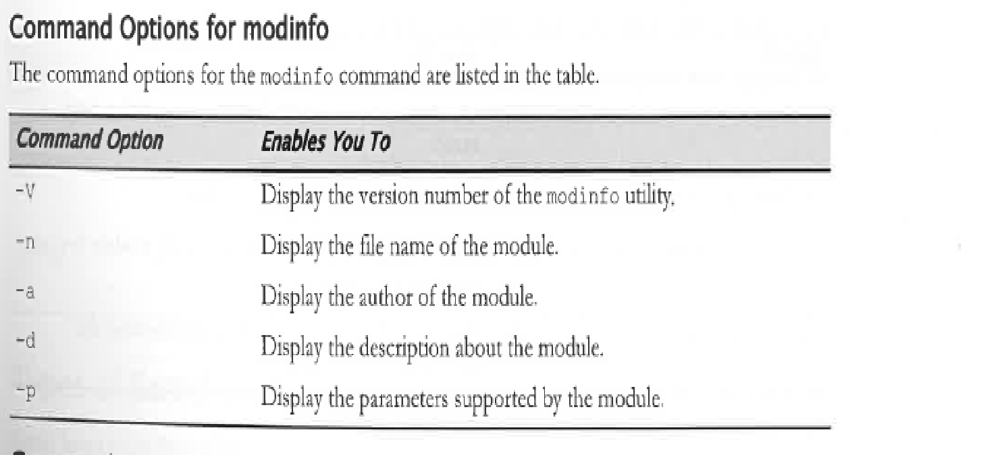 Command Options for modinfo
The command options for the modinfo command are listed in the table.
Command Option Enables You To
-V Display the version number of the modinfo utility.
-n Display the file name of the module.
-a Display the author of the module.
-d Display the description about the module.
-p Display the parameters supported by the module.